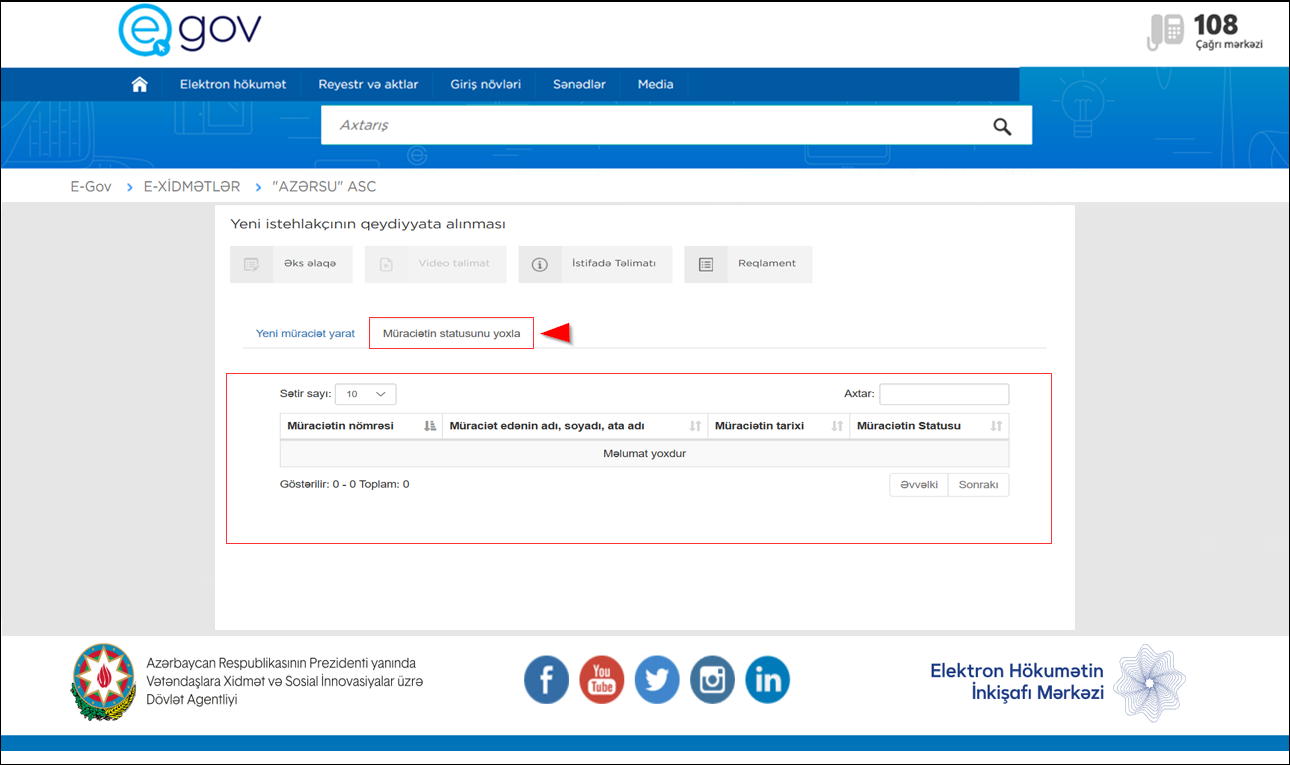 e gov
108
Çağrı mərkəzi
Elektron hökumət
Reyestr və aktlar
Giriş növləri
Sənədlər
Media
Axtarış
E-Gov > E-XİDMƏTLƏR > "AZƏRSU" ASC
Yeni istehlakçının qeydiyyata alınması
Əks əlaqə
Video təlimat
İstifadə Təlimatı
Reqlament
Yeni müraciət yarat
Müraciətin statusunu yoxla
Sətir sayı: 10
Axtar:
Müraciətin nömrəsi
Müraciət edənin adı, soyadı, ata adı
Müraciətin tarixi
Müraciətin Statusu
Məlumat yoxdur
Göstərilir: 0 - 0 Toplam: 0
Əvvəlki
Sonrakı
Azərbaycan Respublikasının Prezidenti yanında
Vətəndaşlara Xidmət və Sosial İnnovasiyalar üzrə
Dövlət Agentliyi
f
You
Tube
in
Elektron Hökumətin
İnkişafı Mərkəzi